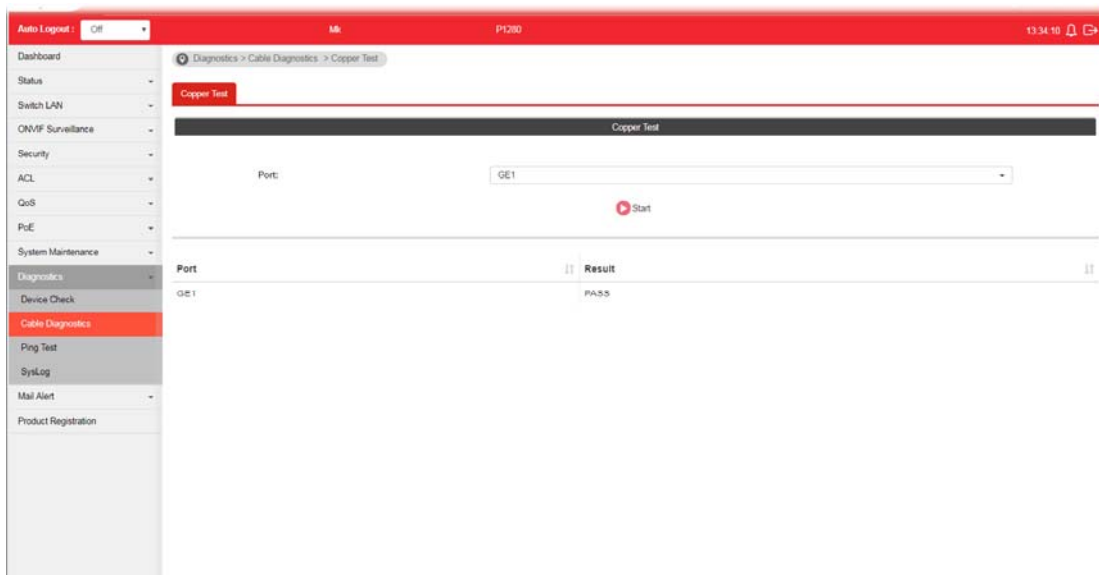 Auto Logout : Off Mk P1280 13:34:10
Dashboard
Status
Switch LAN
ONVIF Surveillance
Security
ACL
QoS
PoE
System Maintenance
Diagnostics
Device Check
Cable Diagnostics
Ping Test
SysLog
Mail Alert
Product Registration
Diagnostics > Cable Diagnostics > Copper Test
Copper Test
Copper Test
Port: GE1
Start
Port Result
GE1 PASS